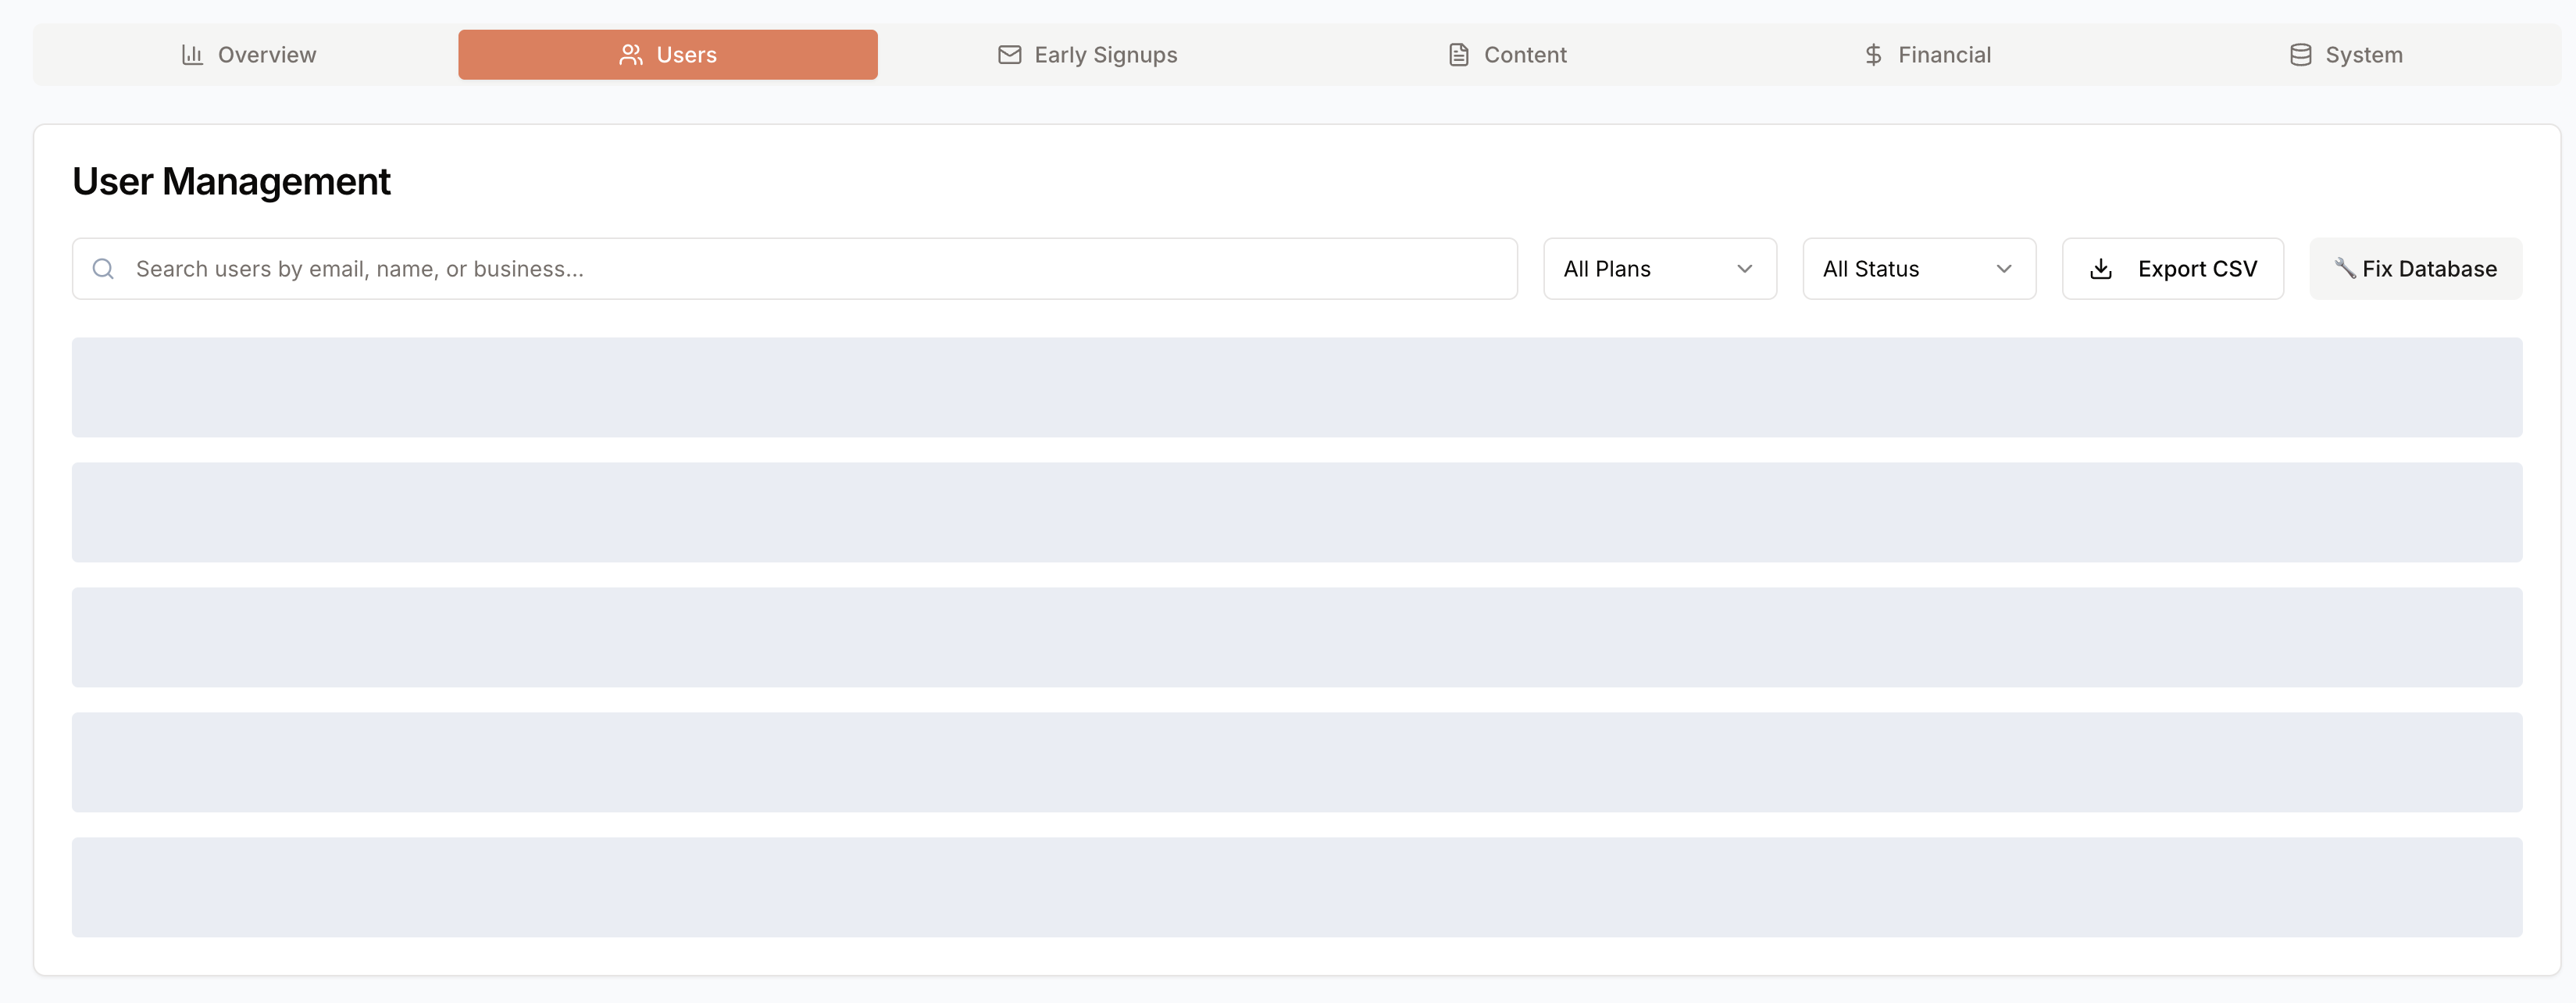 Overview Users Early Signups Content Financial System
User Management
Search users by email, name, or business... All Plans All Status Export CSV Fix Database